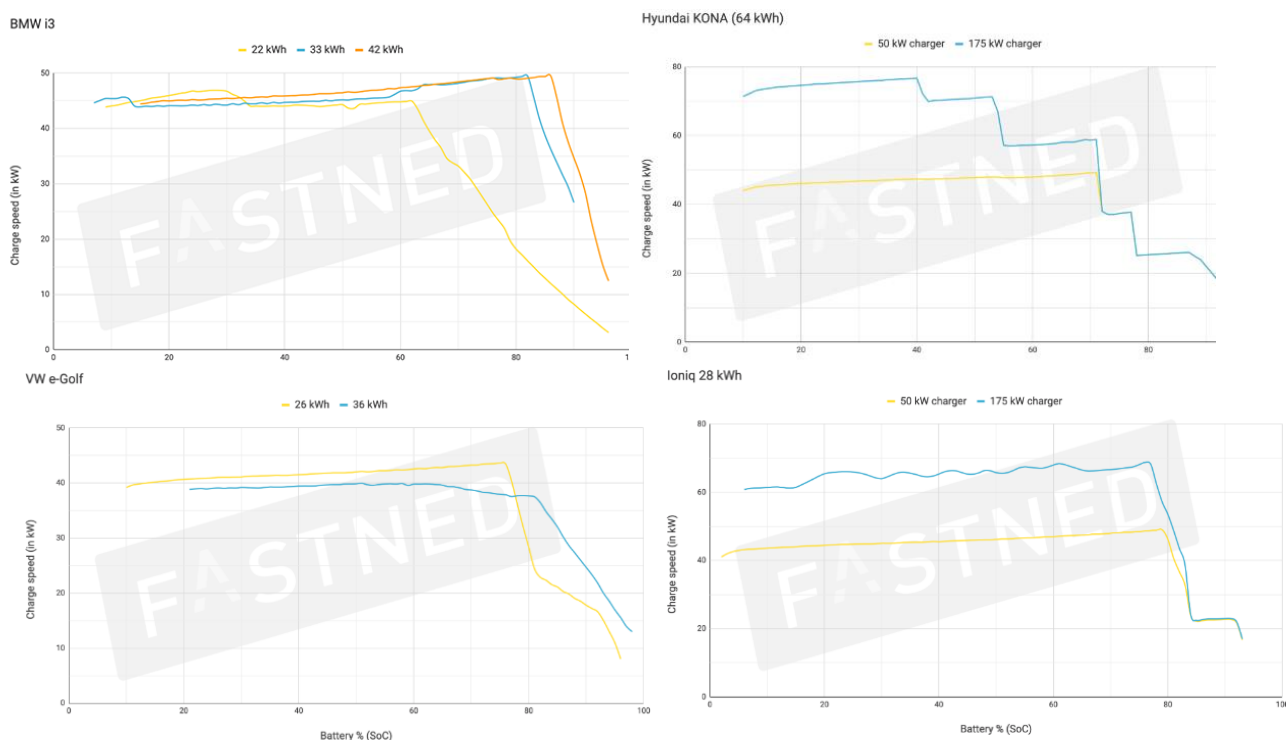 BMW i3
22 kWh 33 kWh 42 kWh
Charge speed (in kW)
50
40
30
20
10
0
0 20 40 60 80 1
FASTNED
Hyundai KONA (64 kWh)
50 kW charger 175 kW charger
Charge speed (in kW)
80
60
40
20
0
0 20 40 60 80
FASTNED
VW e-Golf
26 kWh 36 kWh
Charge speed (in kW)
50
40
30
20
10
0
0 20 40 60 80 100
Battery % (SoC)
FASTNED
Ioniq 28 kWh
50 kW charger 175 kW charger
Charge speed (in kW)
80
60
40
20
0
0 20 40 60 80 100
Battery % (SoC)
FASTNED